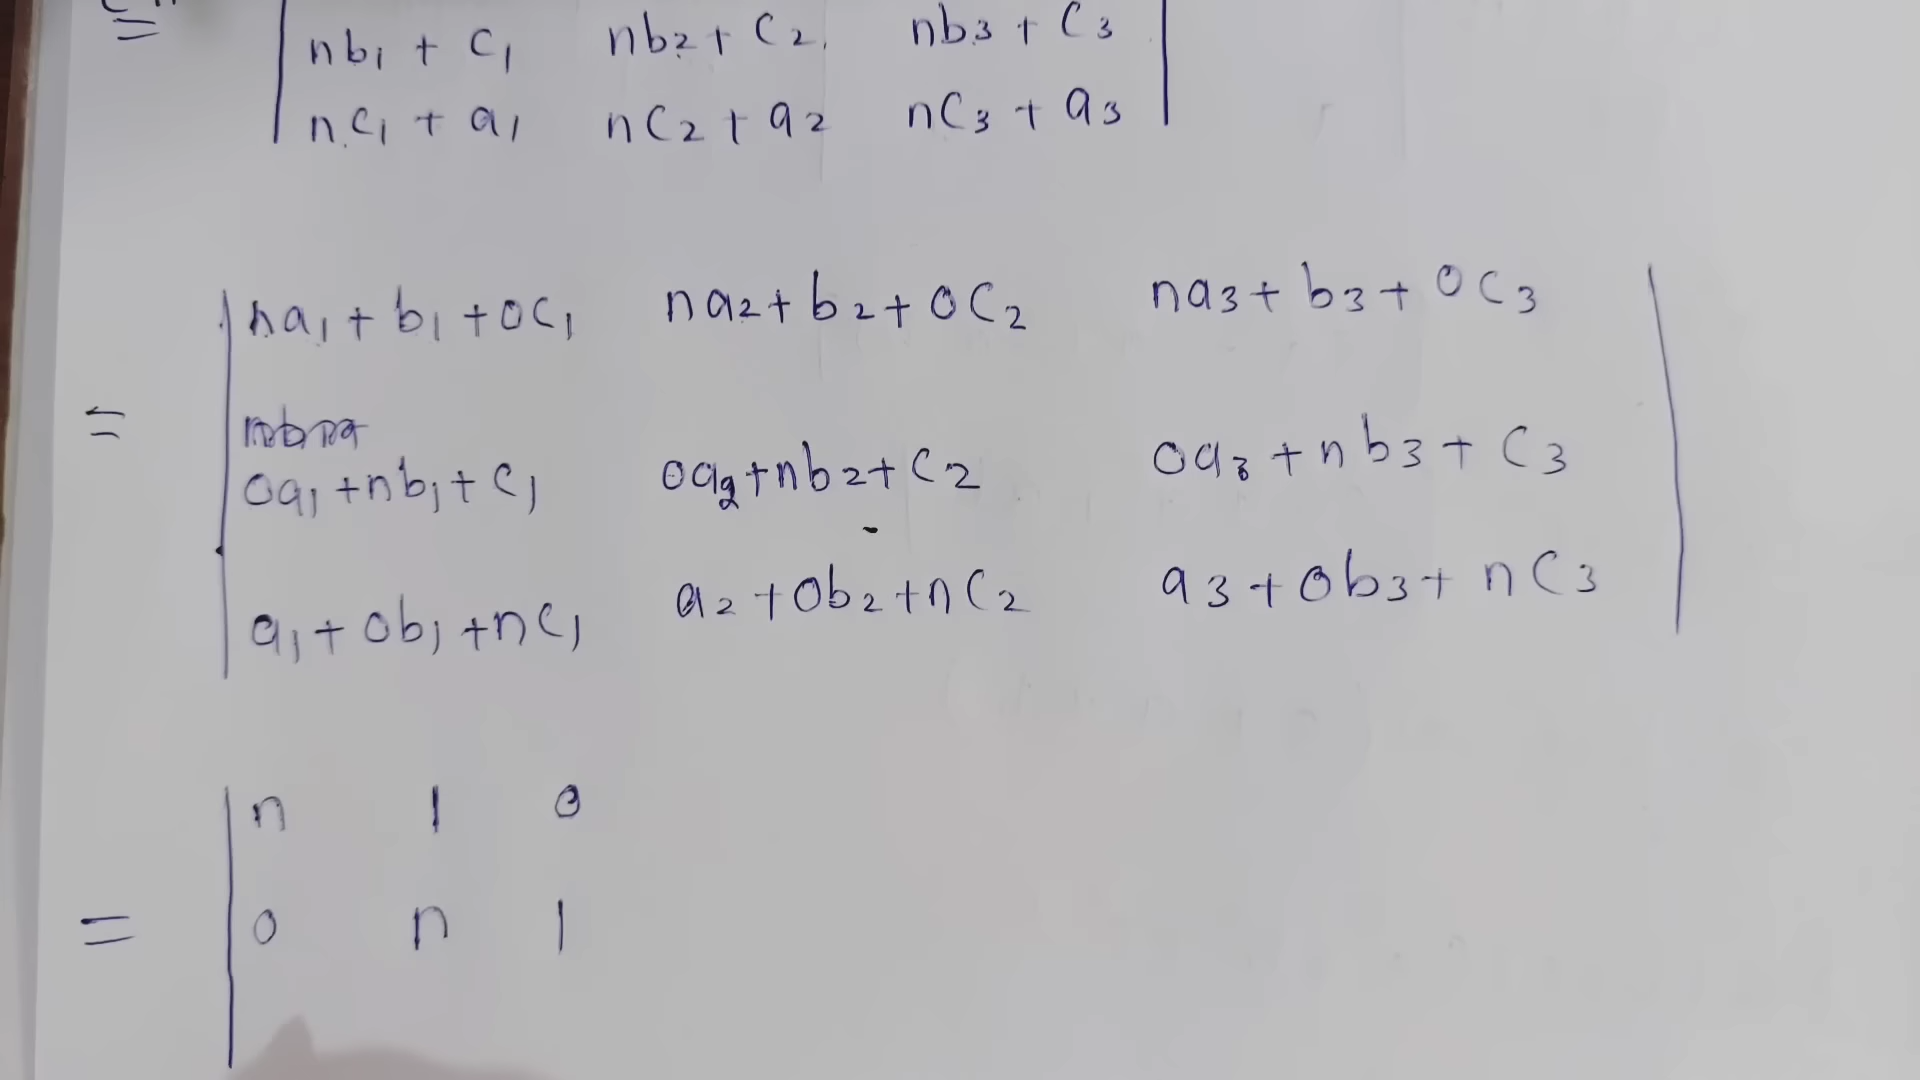 =
nb1 + c1 nb2 + c2 nb3 + c3
nc1 + a1 nc2 + a2 nc3 + a3
na1 + b1 + 0c1 na2 + b2 + 0c2 na3 + b3 + 0c3
=
0a1 + nb1 + c1 0a2 + nb2 + c2 0a3 + nb3 + c3
a1 + 0b1 + nc1 a2 + 0b2 + nc2 a3 + 0b3 + nc3
n 1 0
= 0 n 1